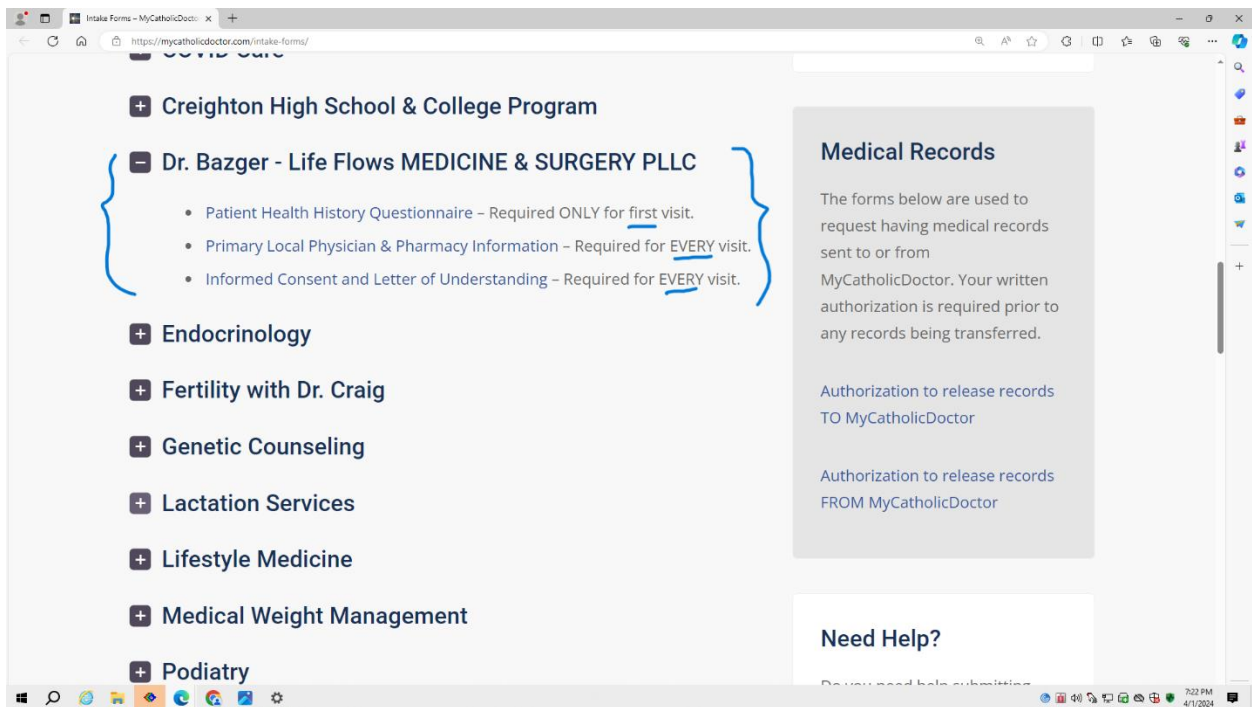 Intake Forms – MyCatholicDocto
https://mycatholicdoctor.com/intake-forms/
Creighton High School & College Program
Dr. Bazger - Life Flows MEDICINE & SURGERY PLLC
Patient Health History Questionnaire – Required ONLY for first visit.
Primary Local Physician & Pharmacy Information – Required for EVERY visit.
Informed Consent and Letter of Understanding – Required for EVERY visit.
Endocrinology
Fertility with Dr. Craig
Genetic Counseling
Lactation Services
Lifestyle Medicine
Medical Weight Management
Podiatry
Medical Records
The forms below are used to
request having medical records
sent to or from
MyCatholicDoctor. Your written
authorization is required prior to
any records being transferred.
Authorization to release records
TO MyCatholicDoctor
Authorization to release records
FROM MyCatholicDoctor
Need Help?
7:22 PM
4/1/2024